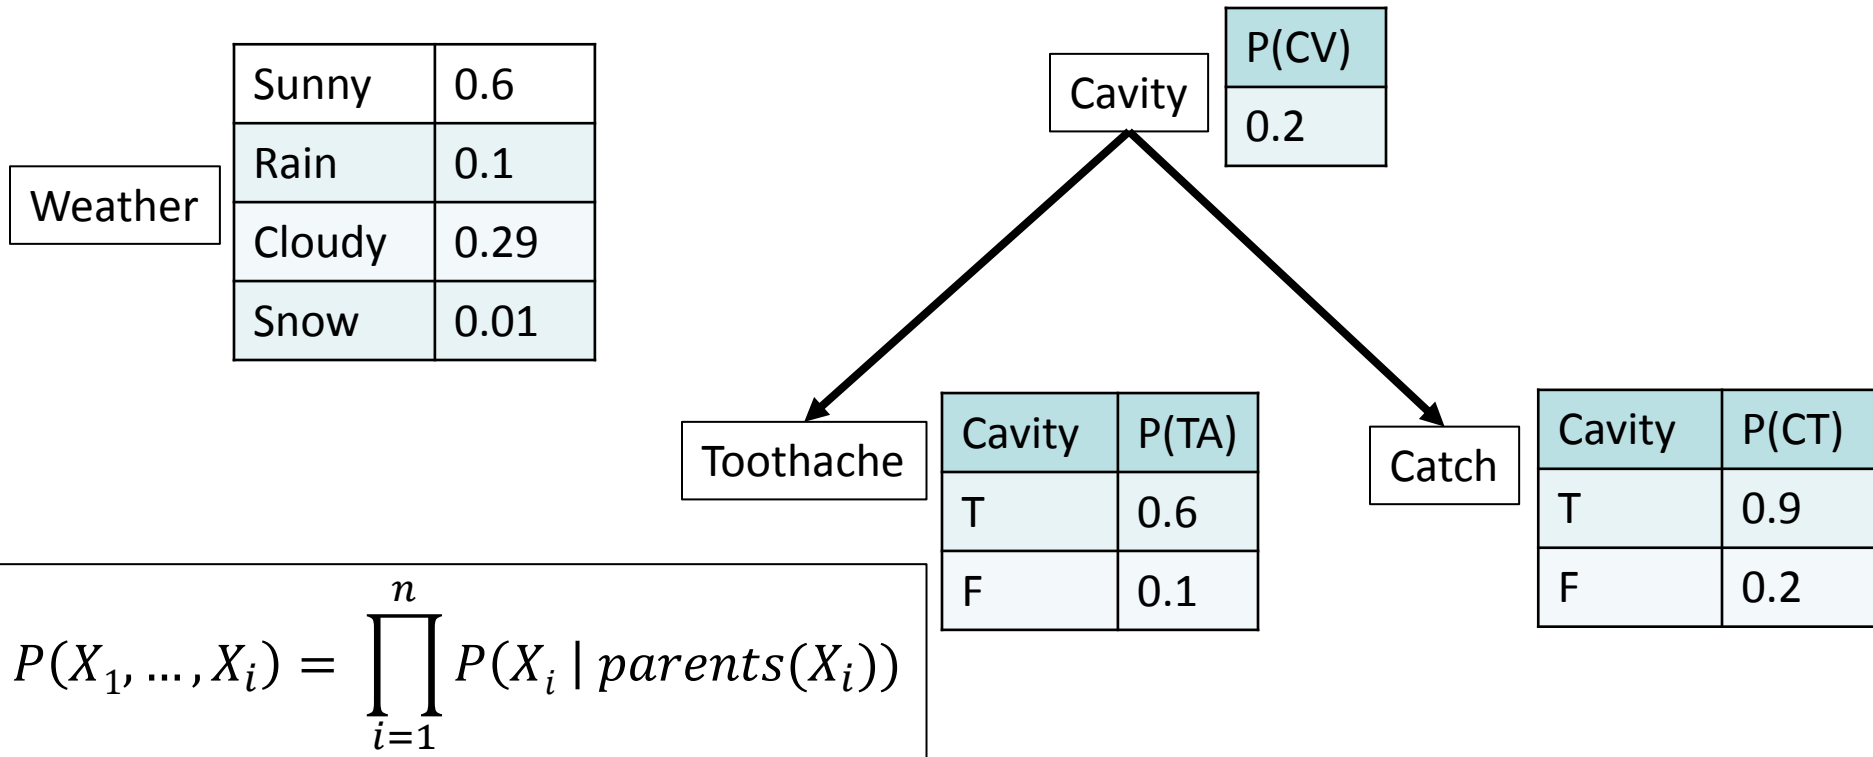 Weather
Sunny 0.6
Rain 0.1
Cloudy 0.29
Snow 0.01
Cavity
P(CV)
0.2
Toothache
Cavity P(TA)
T 0.6
F 0.1
Catch
Cavity P(CT)
T 0.9
F 0.2
P(X₁, … , Xᵢ) = ∏ᵢ₌₁ⁿ P(Xᵢ | parents(Xᵢ))